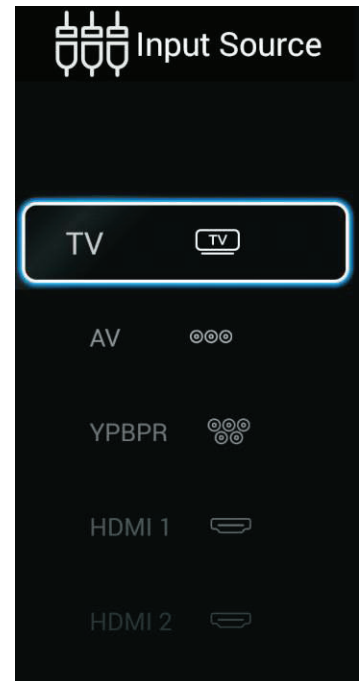 Input Source
TV TV
AV
YPBPR
HDMI 1
HDMI 2